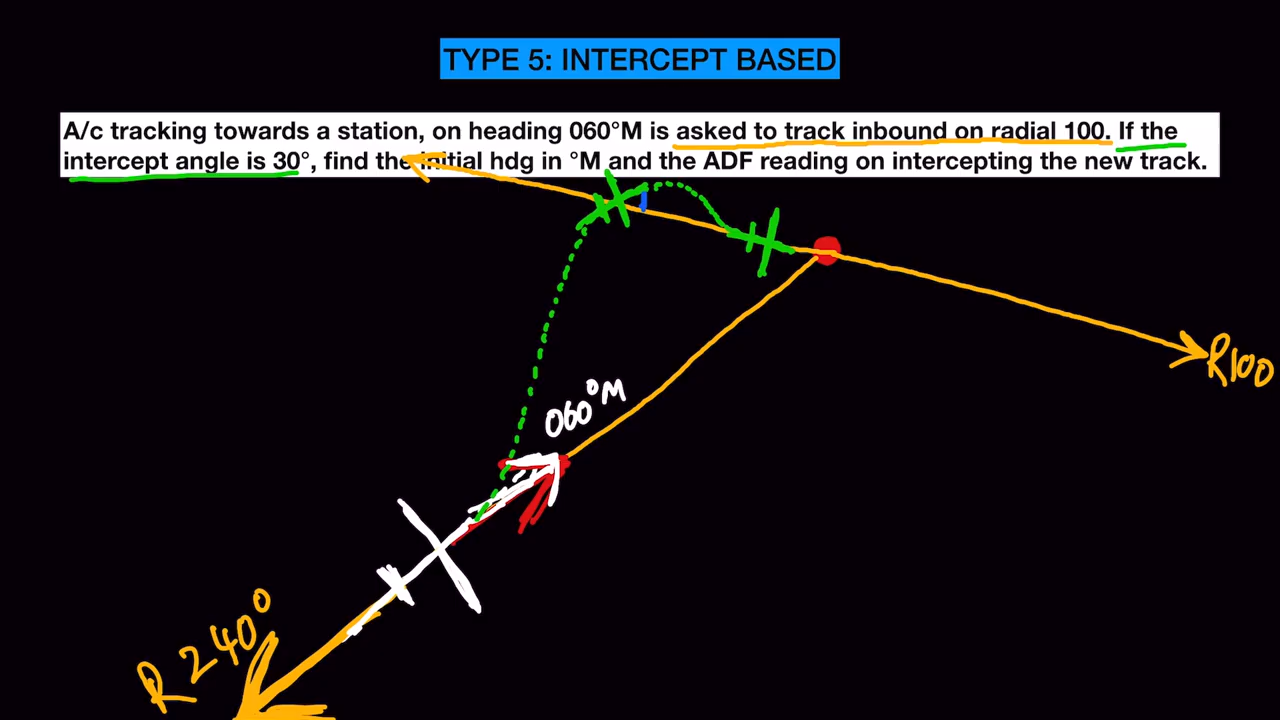 TYPE 5: INTERCEPT BASED
A/c tracking towards a station, on heading 060°M is asked to track inbound on radial 100. If the
intercept angle is 30°, find the initial hdg in °M and the ADF reading on intercepting the new track.
R100
060°M
R 240°